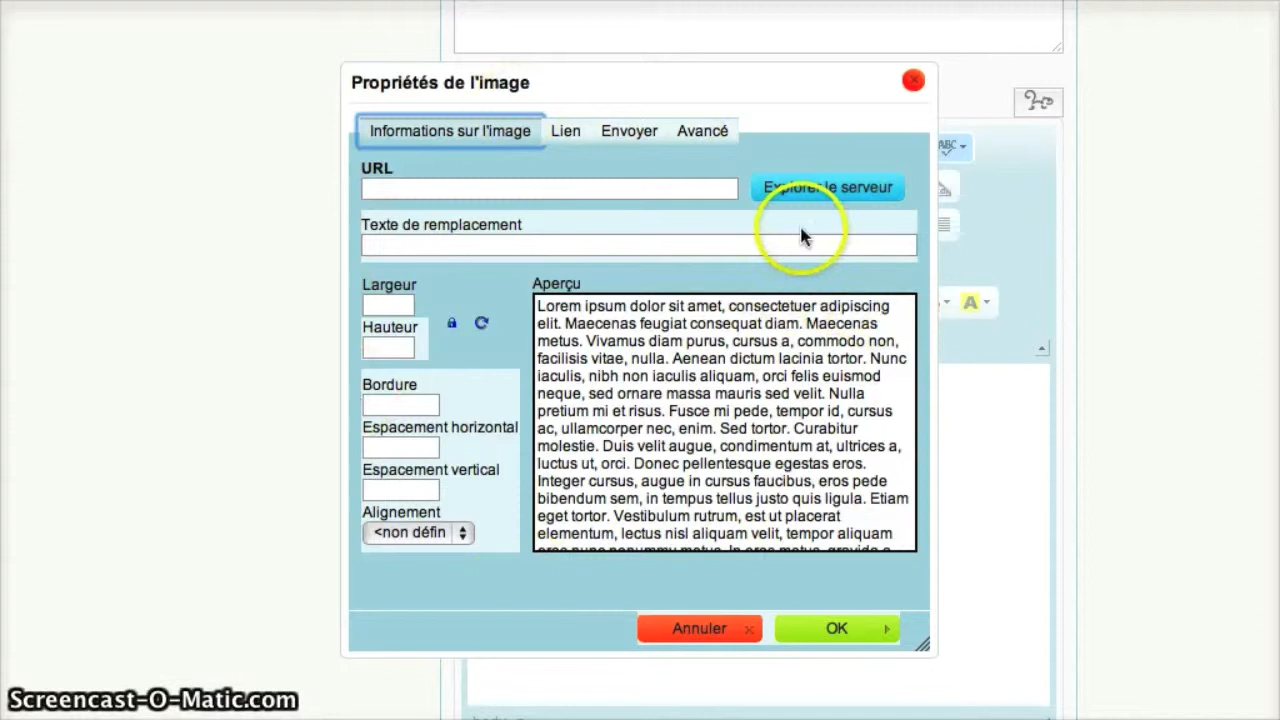 Propriétés de l'image
Informations sur l'image
Lien
Envoyer
Avancé
URL
Explorer le serveur
ABC
Texte de remplacement
Largeur
Hauteur
Aperçu
Lorem ipsum dolor sit amet, consectetuer adipiscing
elit. Maecenas feugiat consequat diam. Maecenas
metus. Vivamus diam purus, cursus a, commodo non,
facilisis vitae, nulla. Aenean dictum lacinia tortor. Nunc
iaculis, nibh non iaculis aliquam, orci felis euismod
neque, sed ornare massa mauris sed velit. Nulla
pretium mi et risus. Fusce mi pede, tempor id, cursus
ac, ullamcorper nec, enim. Sed tortor. Curabitur
molestie. Duis velit augue, condimentum at, ultrices a,
luctus ut, orci. Donec pellentesque egestas eros.
Integer cursus, augue in cursus faucibus, eros pede
bibendum sem, in tempus tellus justo quis ligula. Etiam
eget tortor. Vestibulum rutrum, est ut placerat
elementum, lectus nisl aliquam velit, tempor aliquam
A
Bordure
Espacement horizontal
Espacement vertical
Alignement
<non défin
Annuler
OK
Screencast-O-Matic.com